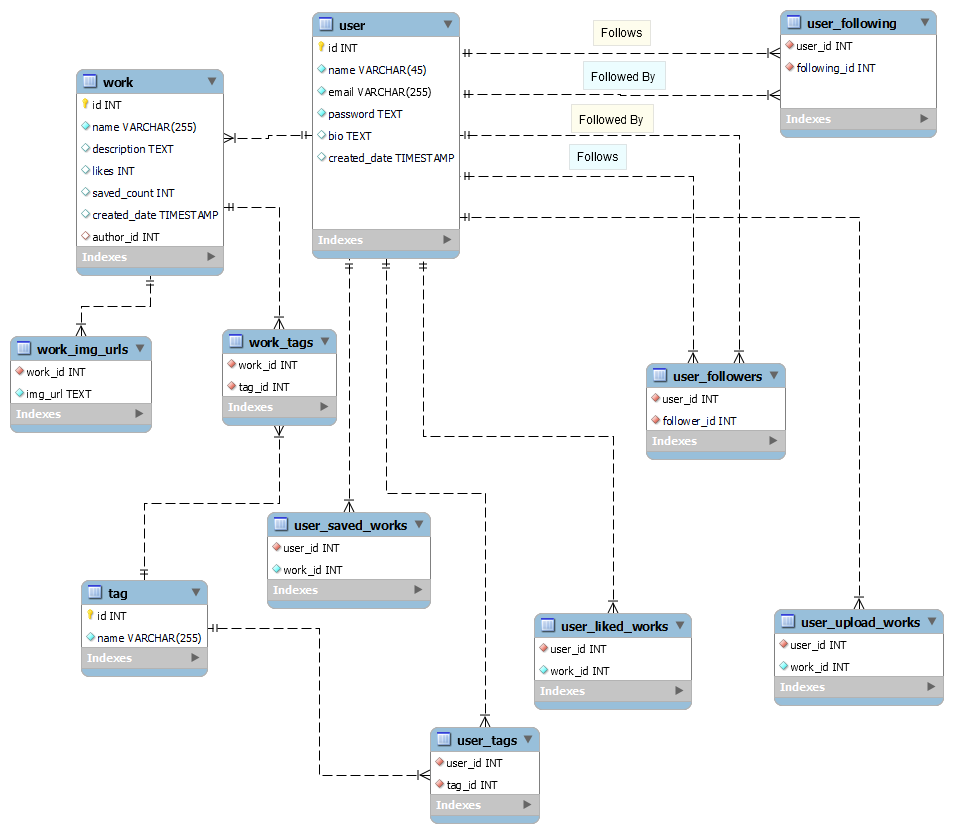 user
id INT
name VARCHAR(45)
email VARCHAR(255)
password TEXT
bio TEXT
created_date TIMESTAMP
Indexes
Follows
Followed By
Followed By
Follows
user_following
user_id INT
following_id INT
Indexes
work
id INT
name VARCHAR(255)
description TEXT
likes INT
saved_count INT
created_date TIMESTAMP
author_id INT
Indexes
work_img_urls
work_id INT
img_url TEXT
Indexes
work_tags
work_id INT
tag_id INT
Indexes
user_followers
user_id INT
follower_id INT
Indexes
user_saved_works
user_id INT
work_id INT
Indexes
tag
id INT
name VARCHAR(255)
Indexes
user_liked_works
user_id INT
work_id INT
Indexes
user_upload_works
user_id INT
work_id INT
Indexes
user_tags
user_id INT
tag_id INT
Indexes